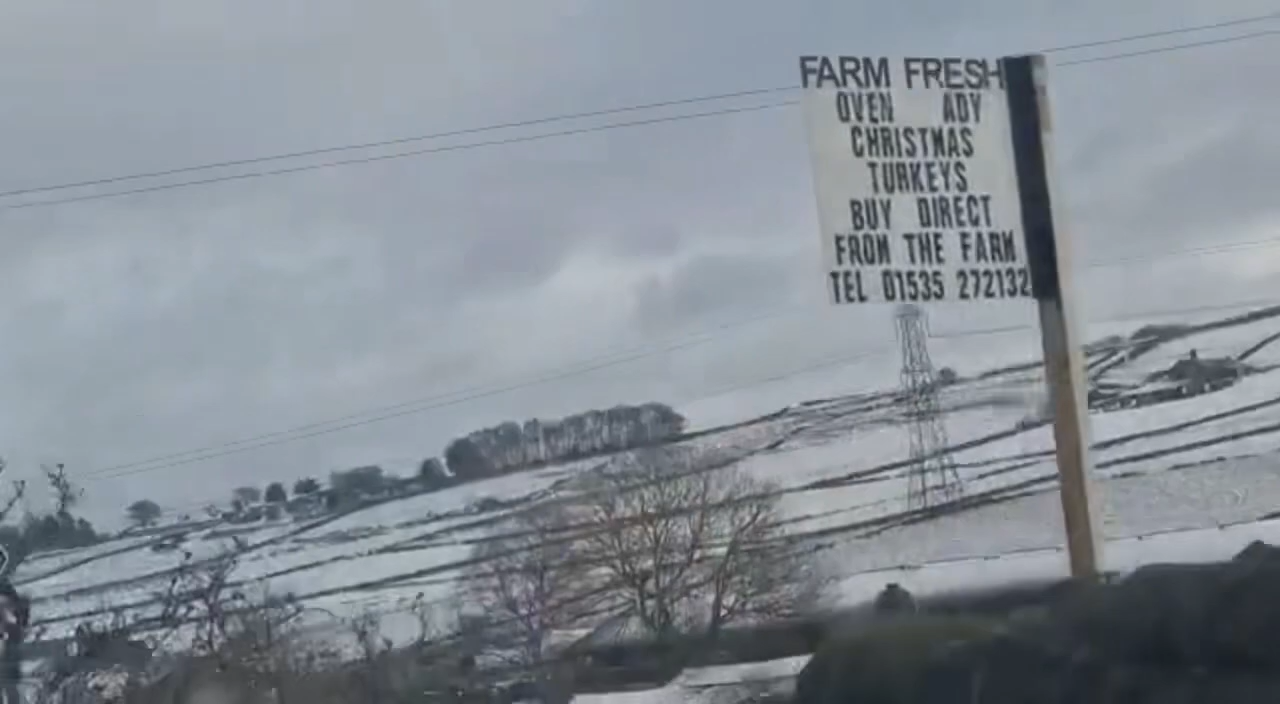 FARM FRESH
OVEN ADY
CHRISTMAS
TURKEYS
BUY DIRECT
FROM THE FARM
TEL 01535 272132